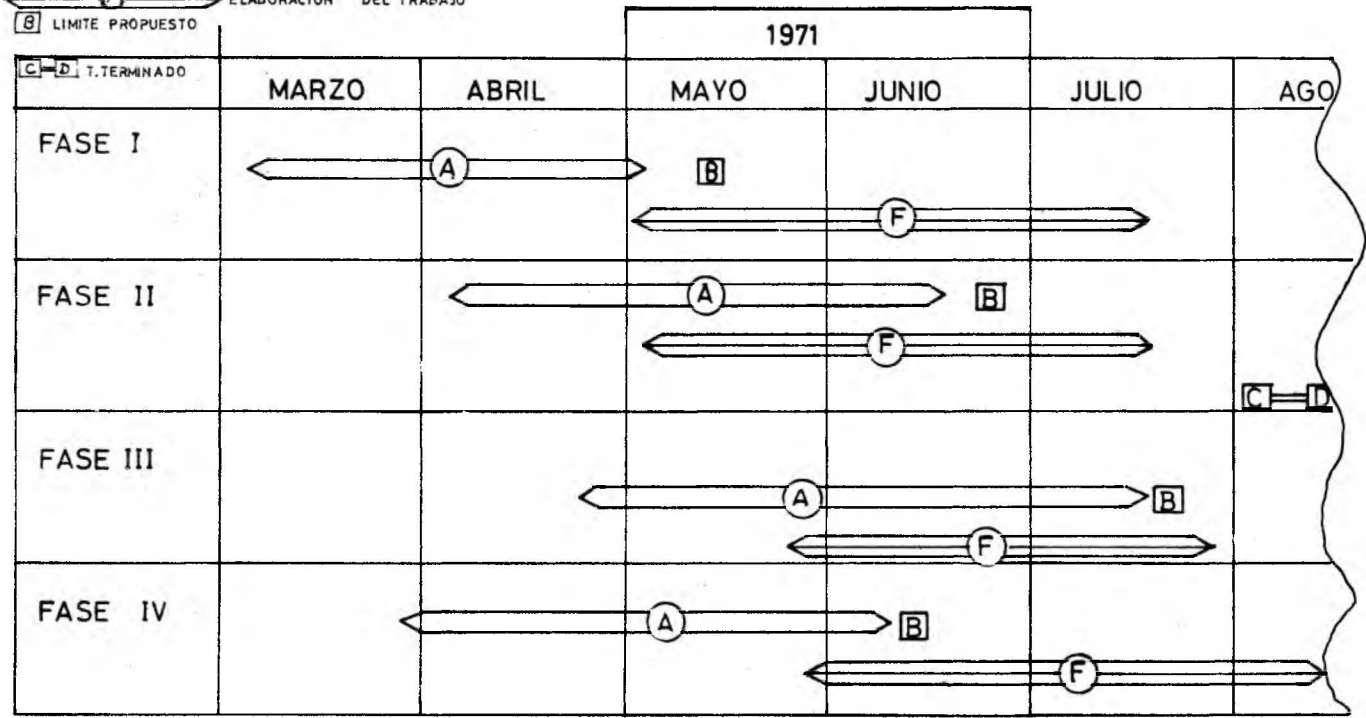 ELABORACION DEL TRABAJO
B LIMITE PROPUESTO
1971
C=D T. TERMINADO
MARZO ABRIL MAYO JUNIO JULIO AGO
FASE I
A B
F
FASE II
A B
F
C D
FASE III
A B
F
FASE IV
A B
F